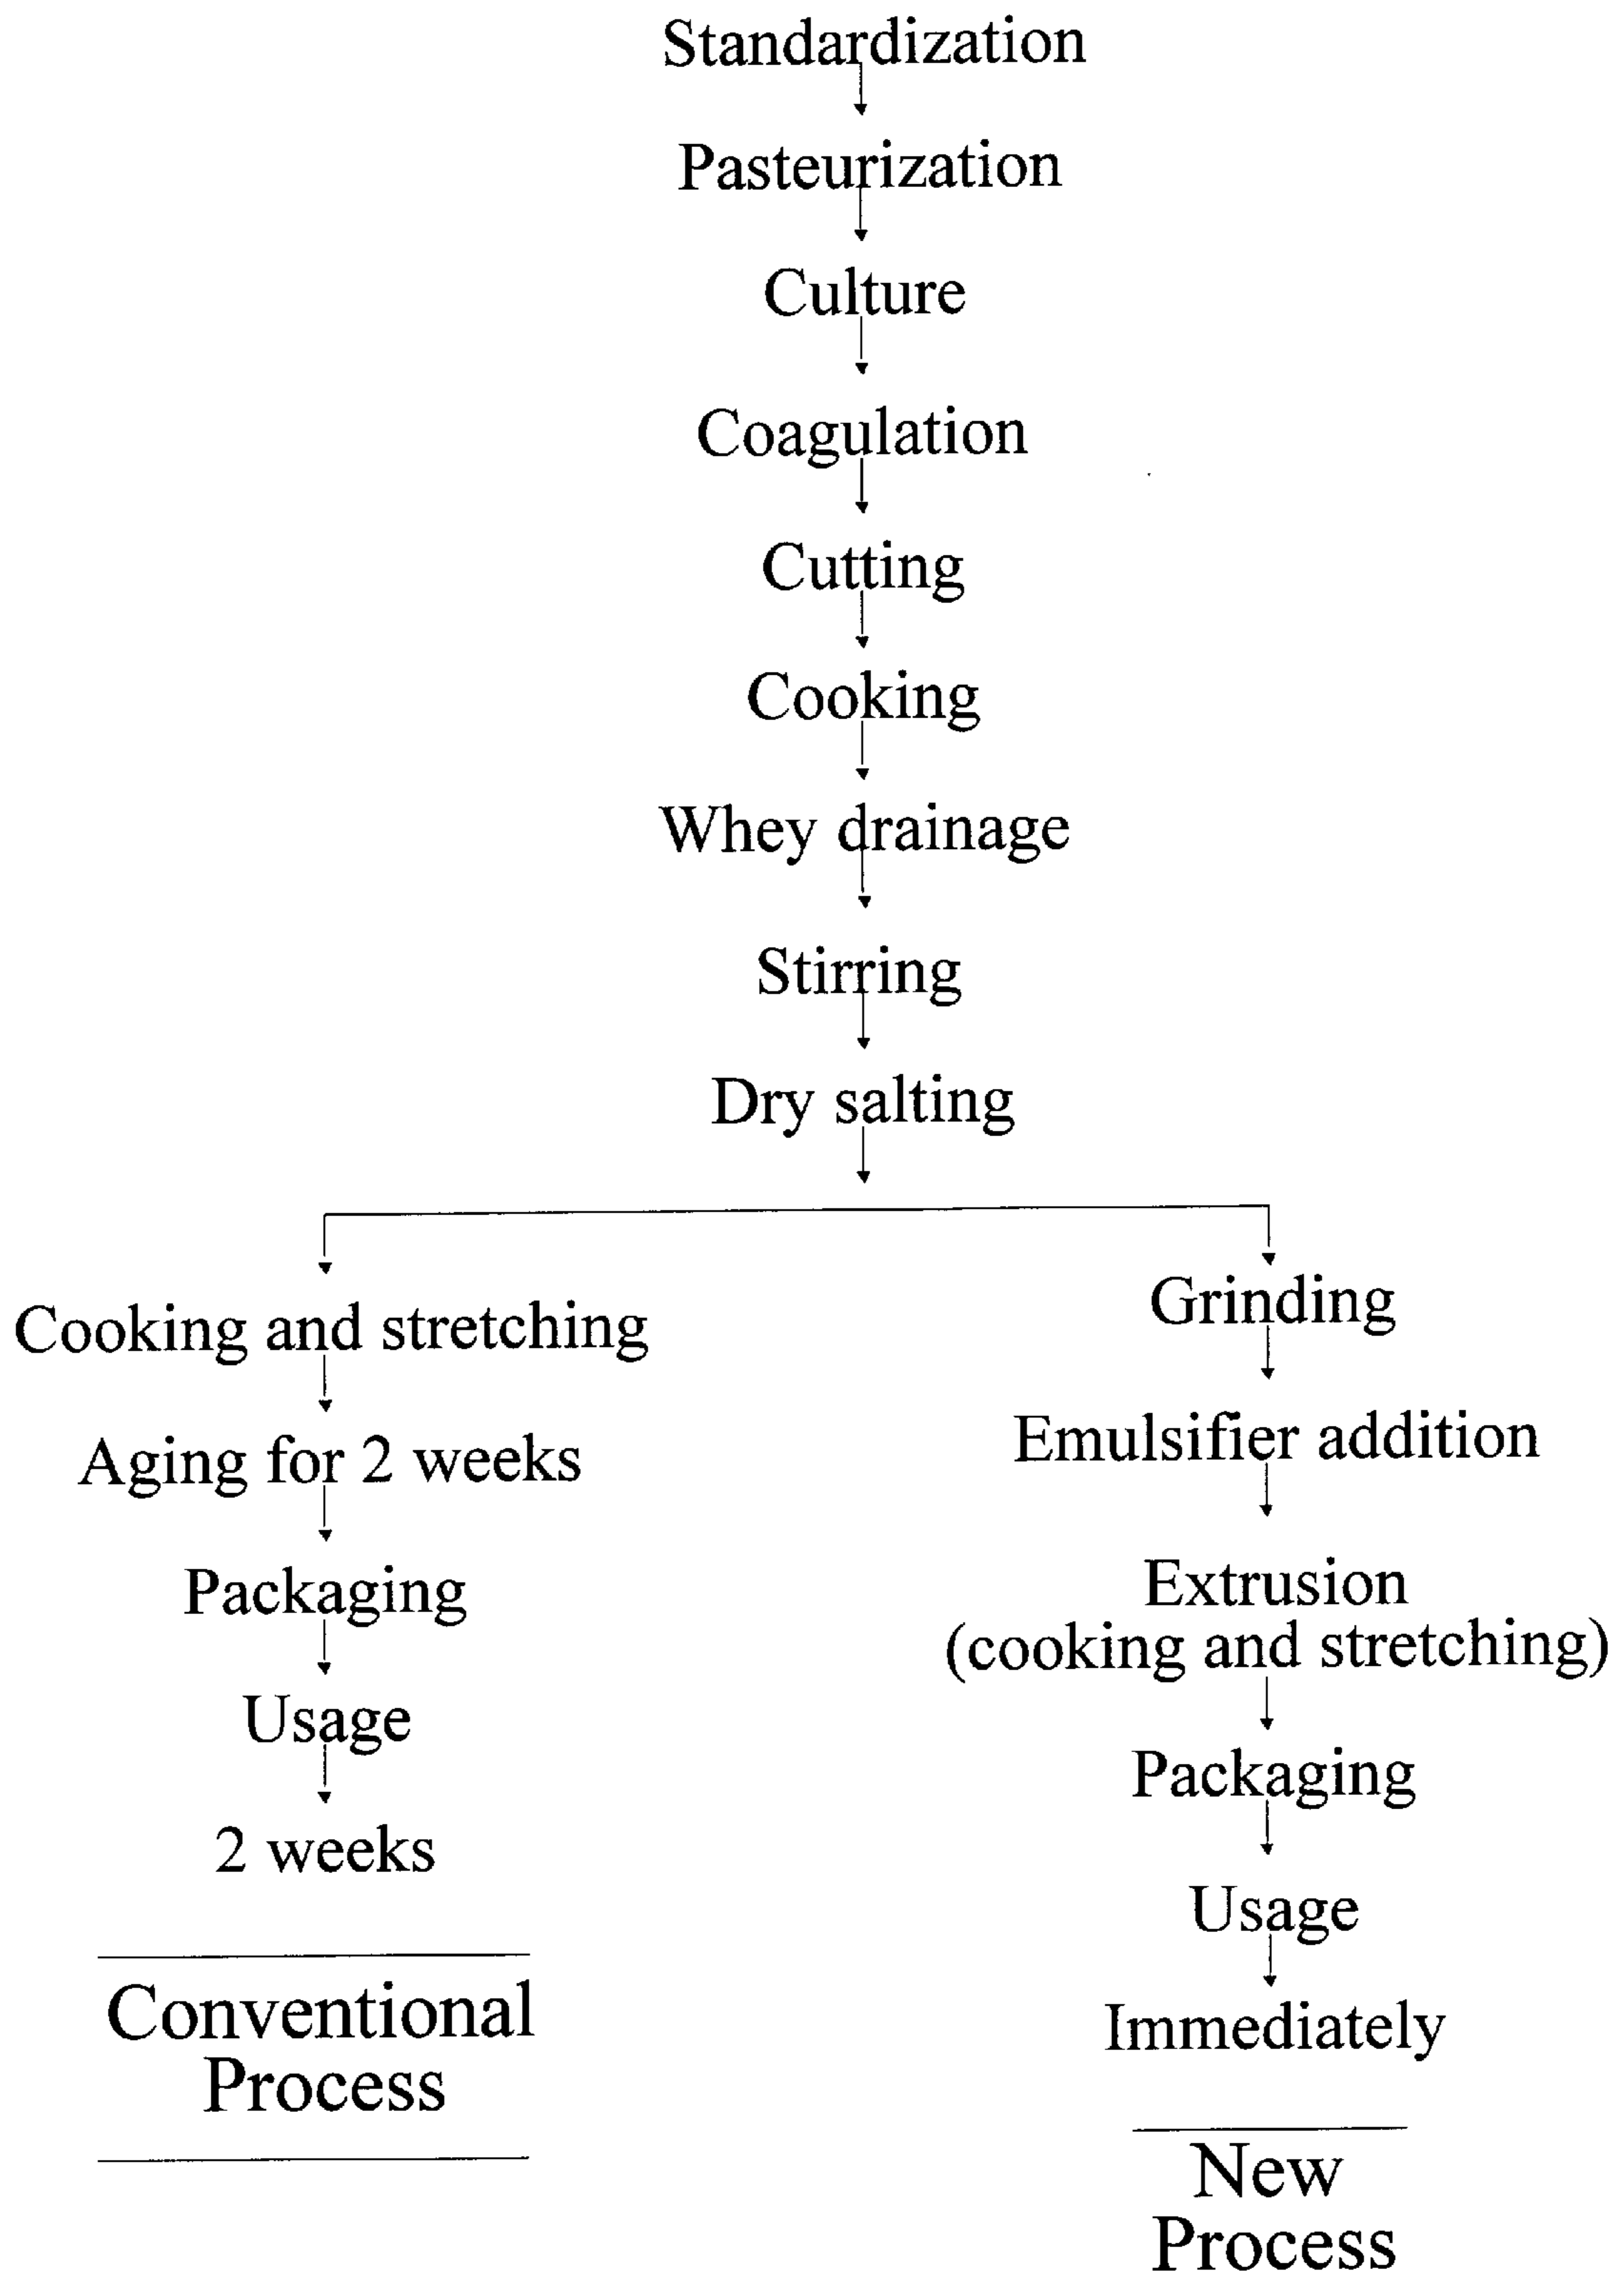 Standardization
Pasteurization
Culture
Coagulation
Cutting
Cooking
Whey drainage
Stirring
Dry salting
Cooking and stretching
Aging for 2 weeks
Packaging
Usage
2 weeks
Conventional
Process
Grinding
Emulsifier addition
Extrusion
(cooking and stretching)
Packaging
Usage
Immediately
New
Process